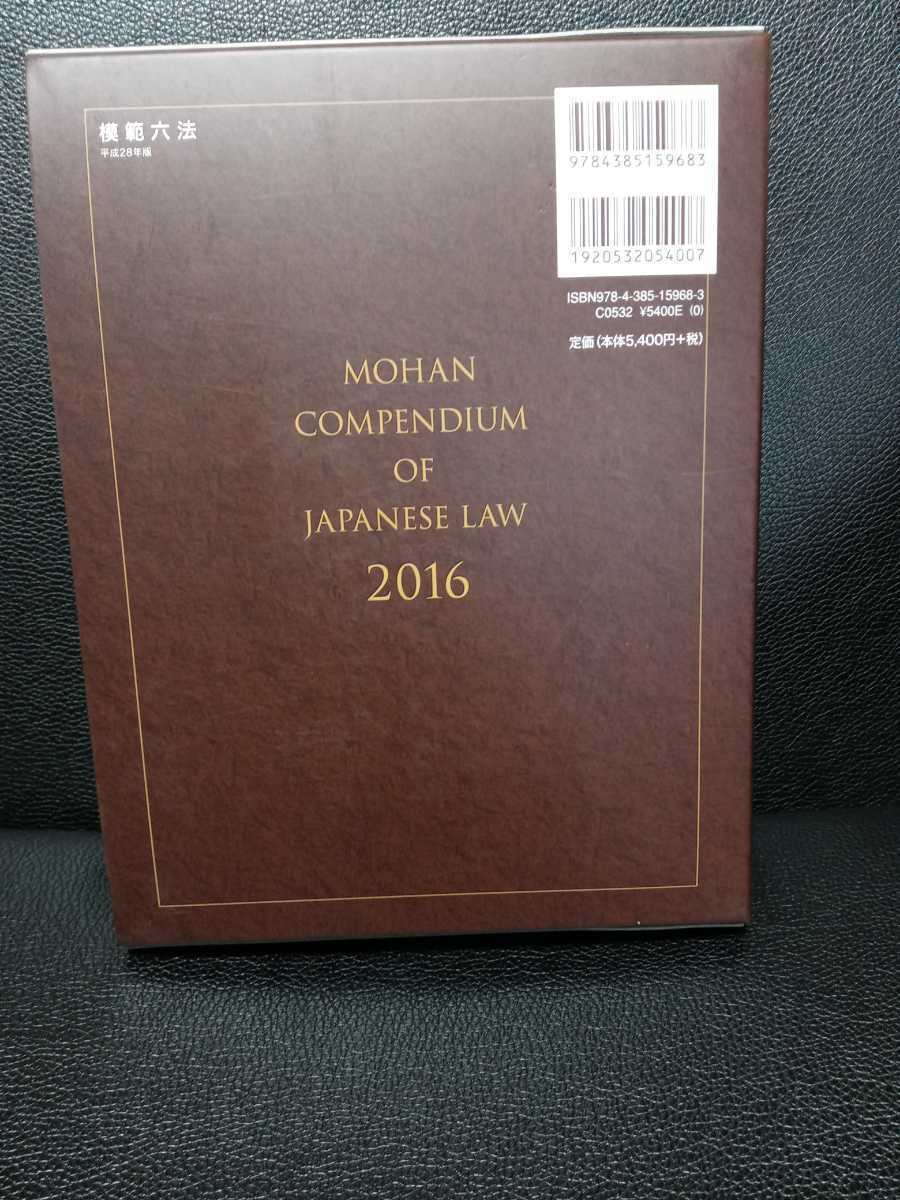 模範六法
平成28年版
9784385159683
1920532054007
ISBN978-4-385-15968-3
C0532 ¥5400E (0)
定価(本体5,400円+税)
MOHAN
COMPENDIUM
OF
JAPANESE LAW
2016